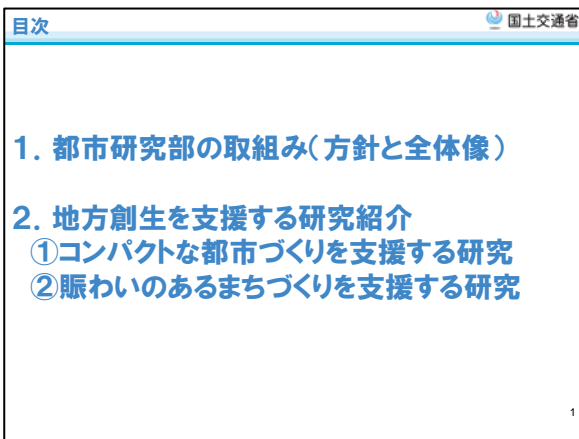 目次
国土交通省
１．都市研究部の取組み（方針と全体像）
２．地方創生を支援する研究紹介
①コンパクトな都市づくりを支援する研究
②賑わいのあるまちづくりを支援する研究
1